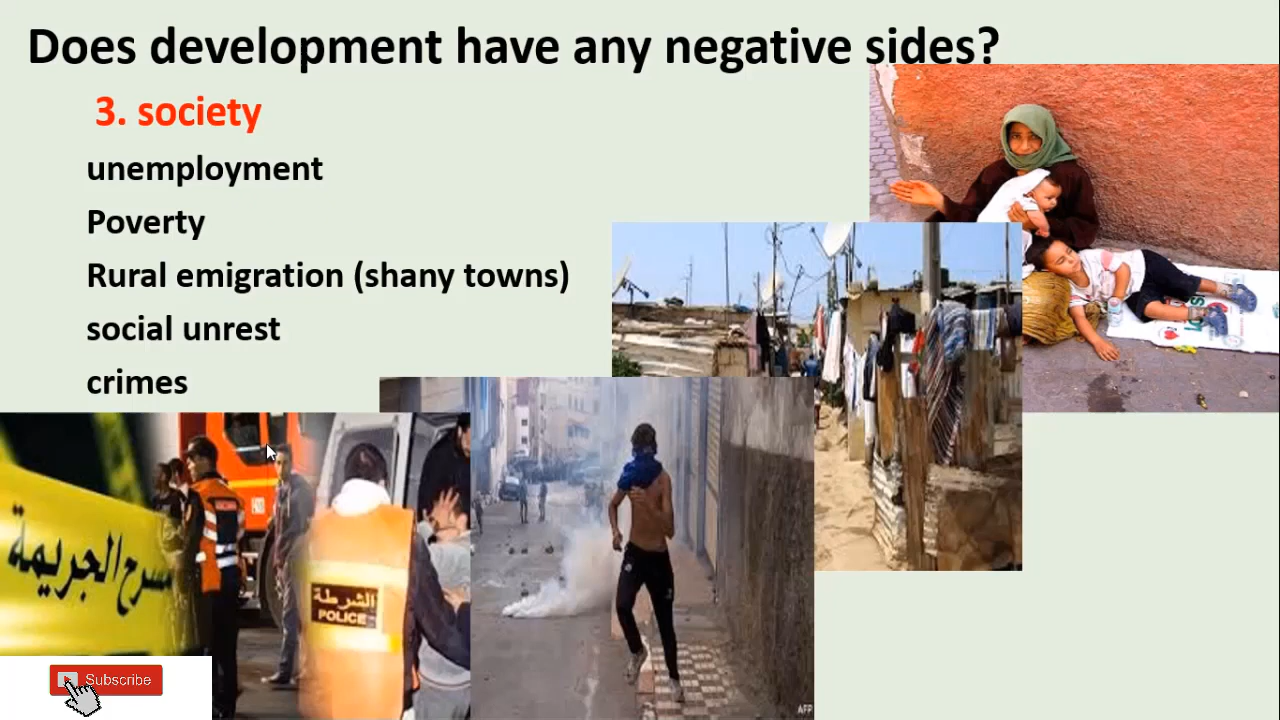 Does development have any negative sides?
3. society
unemployment
Poverty
Rural emigration (shany towns)
social unrest
crimes
مسرح الجريمة
الشرطة
POLICE
AFP
Subscribe